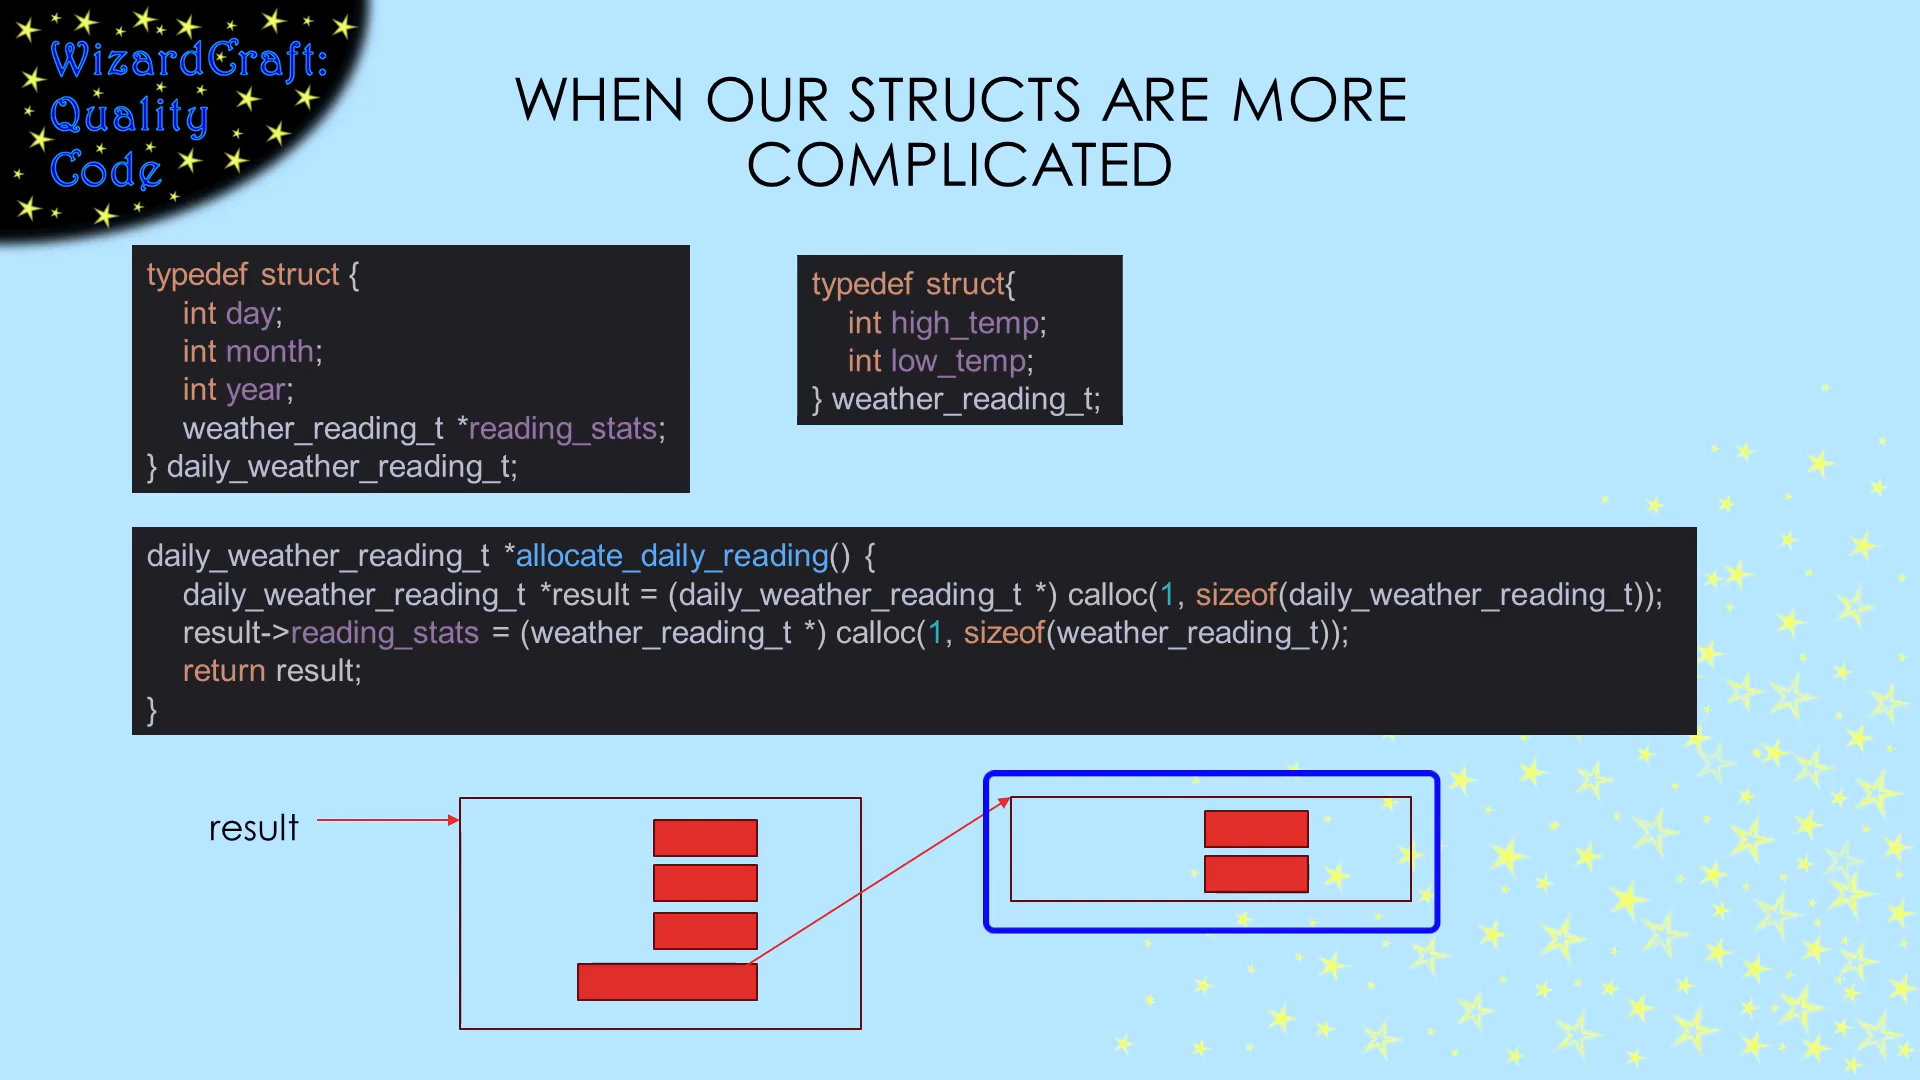 WizardCraft:
Quality
Code
WHEN OUR STRUCTS ARE MORE
COMPLICATED
typedef struct {
int day;
int month;
int year;
weather_reading_t *reading_stats;
} daily_weather_reading_t;
typedef struct{
int high_temp;
int low_temp;
} weather_reading_t;
daily_weather_reading_t *allocate_daily_reading() {
daily_weather_reading_t *result = (daily_weather_reading_t *) calloc(1, sizeof(daily_weather_reading_t));
result->reading_stats = (weather_reading_t *) calloc(1, sizeof(weather_reading_t));
return result;
}
result